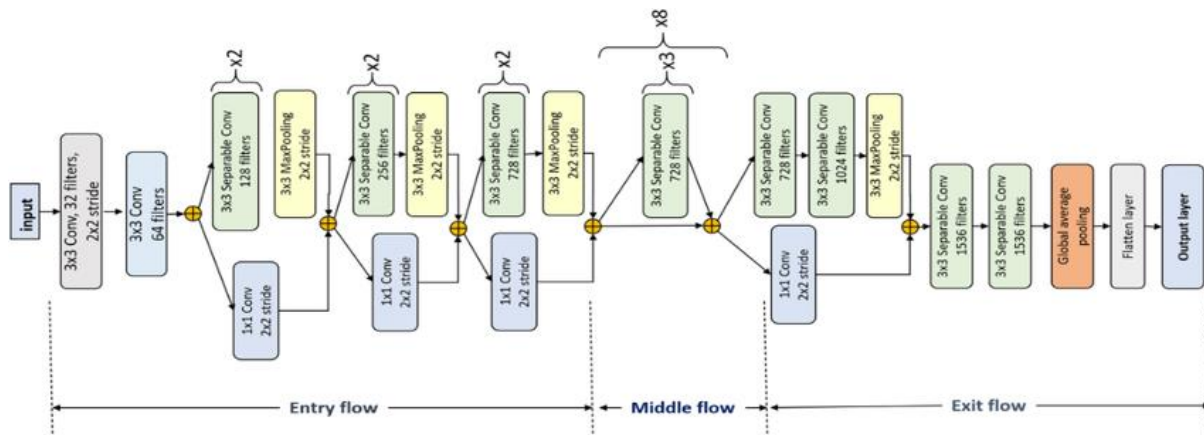 input
3x3 Conv, 32 filters,
2x2 stride
3x3 Conv
64 filters
x2
3x3 Separable Conv
128 filters
3x3 MaxPooling
2x2 stride
1x1 Conv
2x2 stride
x2
3x3 Separable Conv
256 filters
3x3 MaxPooling
2x2 stride
1x1 Conv
2x2 stride
x2
3x3 Separable Conv
728 filters
3x3 MaxPooling
2x2 stride
1x1 Conv
2x2 stride
x8
x3
3x3 Separable Conv
728 filters
3x3 Separable Conv
728 filters
3x3 Separable Conv
1024 filters
3x3 MaxPooling
2x2 stride
1x1 Conv
2x2 stride
3x3 Separable Conv
1536 filters
3x3 Separable Conv
1536 filters
Global average
pooling
Flatten layer
Output layer
Entry flow
Middle flow
Exit flow